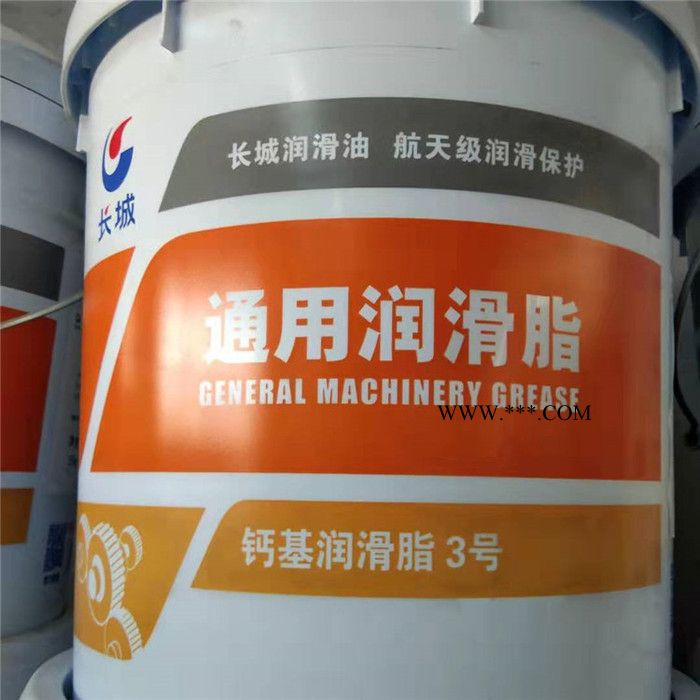 长城润滑油 航天级润滑保护
长城
通用润滑脂
GENERAL MACHINERY GREASE
WWW.***.COM
钙基润滑脂 3号